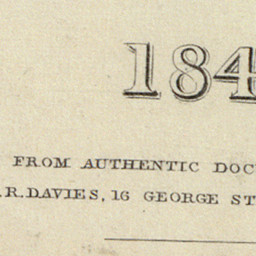 184
FROM AUTHENTIC DOC
.R. DAVIES, 16 GEORGE ST